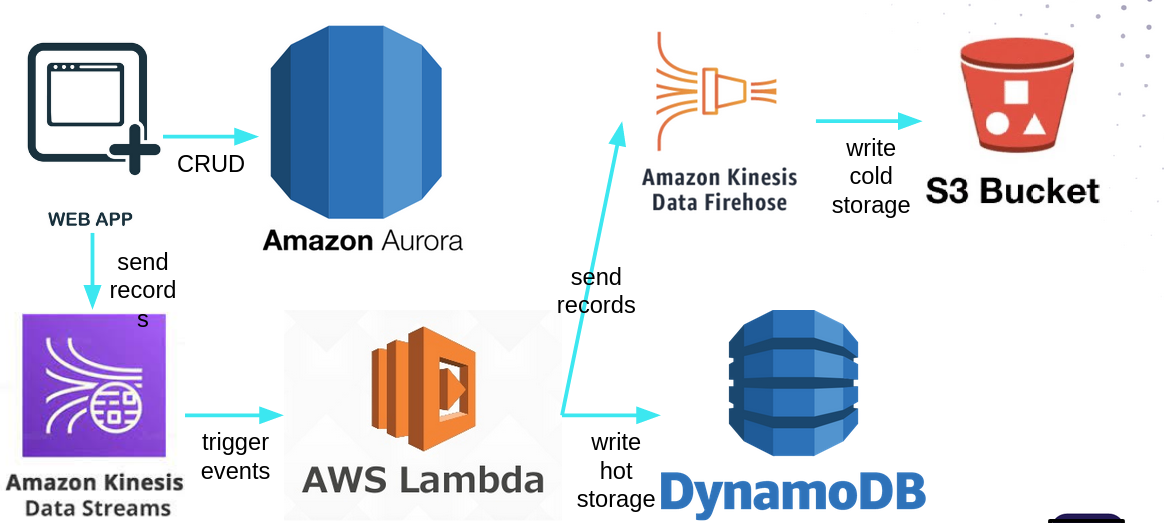 CRUD
WEB APP
Amazon Aurora
send
record
s
Amazon Kinesis
Data Streams
trigger
events
AWS Lambda
send
records
Amazon Kinesis
Data Firehose
write
cold
storage
S3 Bucket
write
hot
storage
DynamoDB